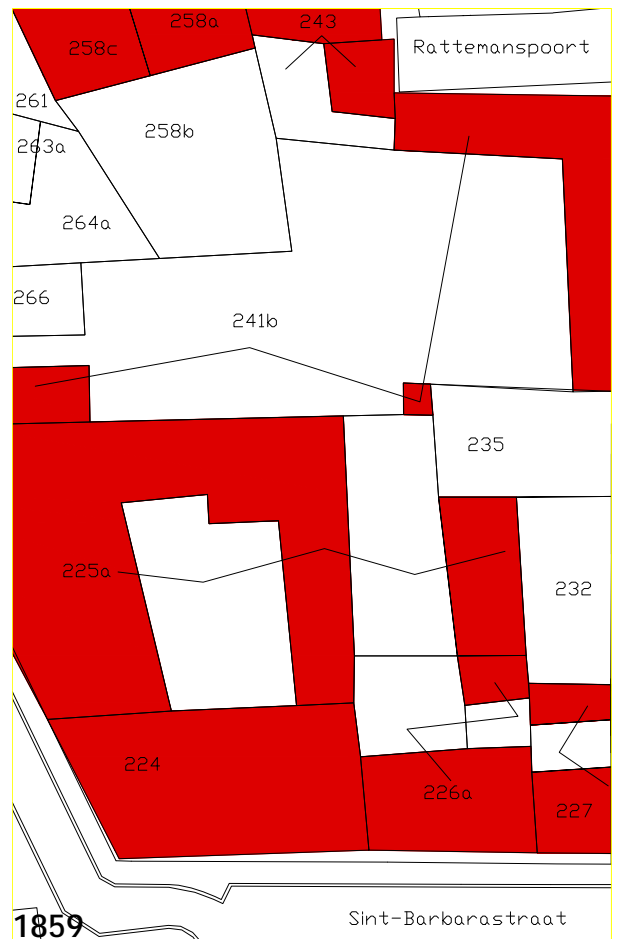 258a
243
258c
Rattemanspoort
261
258b
263a
264a
266
241b
235
225a
232
224
226a
227
Sint-Barbarastraat
1859